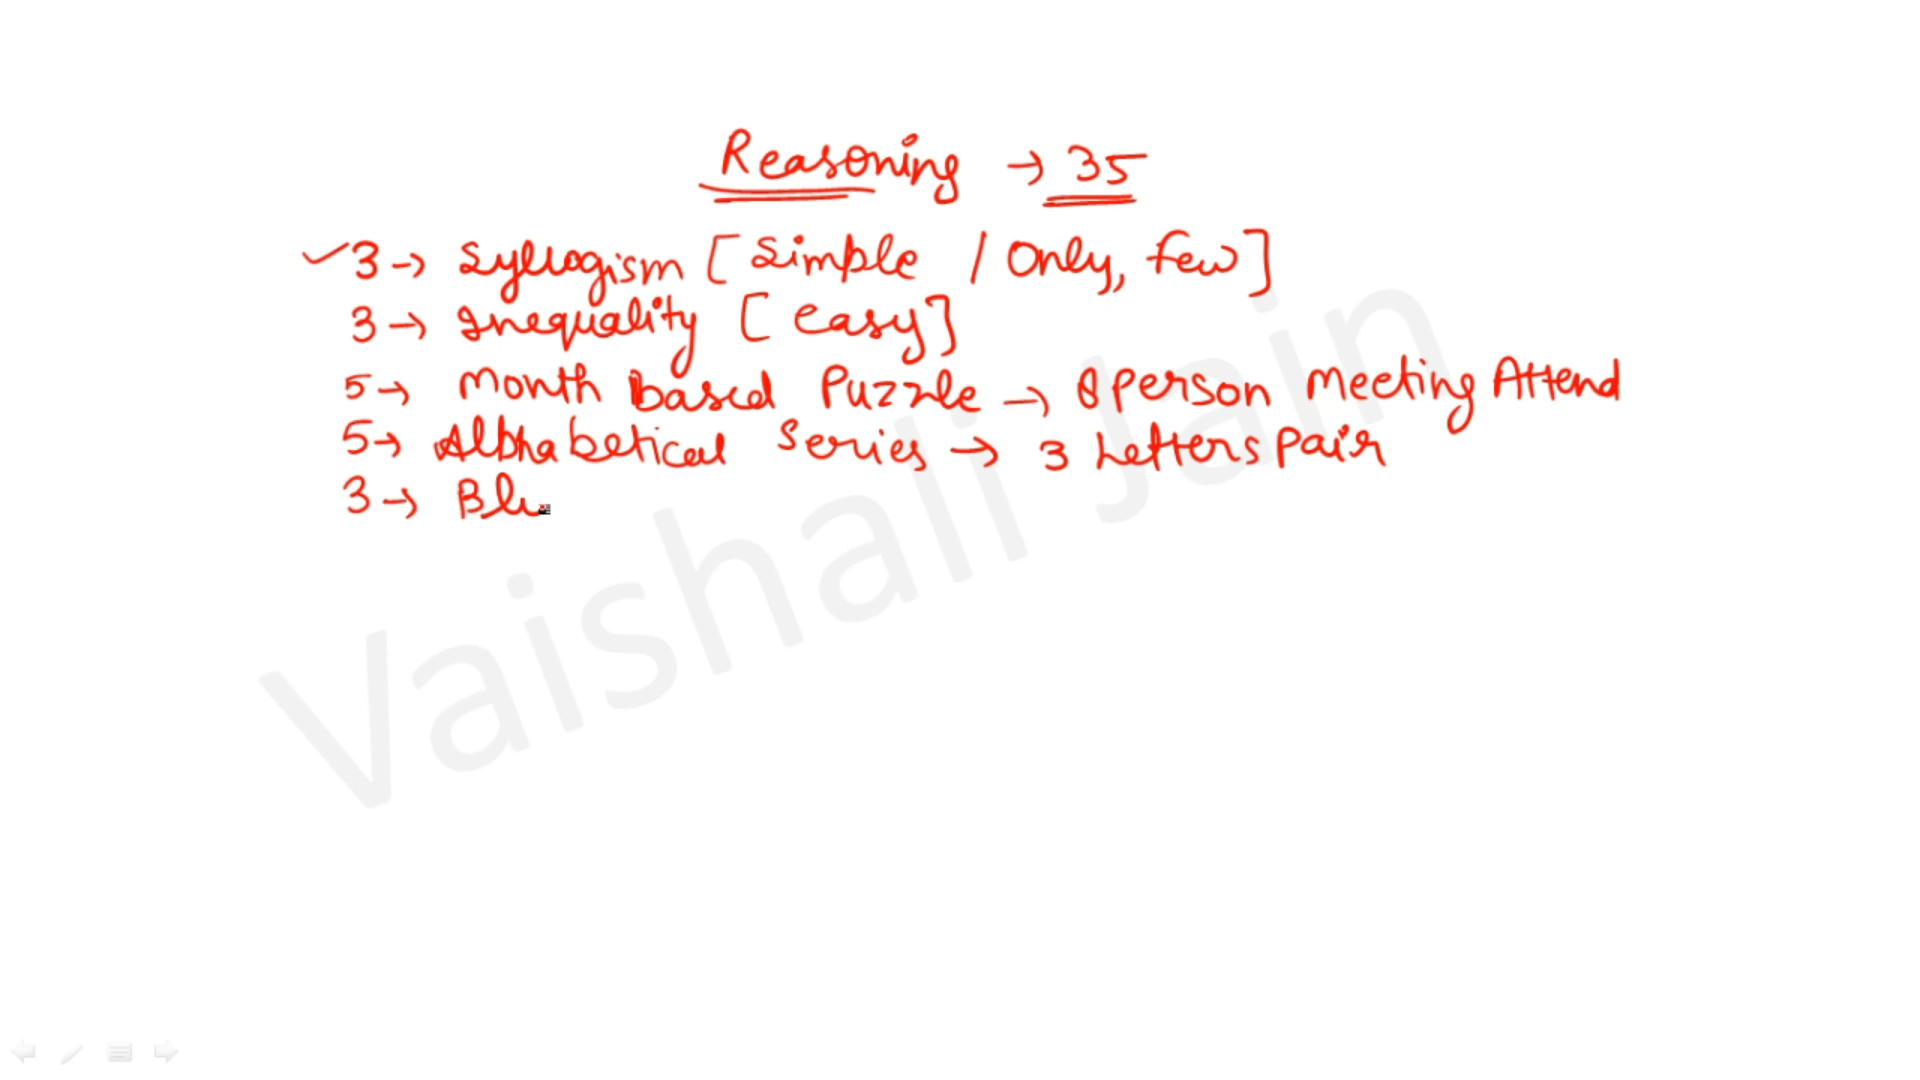 Reasoning → 35
✓ 3 → Syllogism [Simple / Only, few]
3 → Inequality [easy]
5 → Month based Puzzle → 8 person Meeting Attend
5 → Alphabetical Series → 3 Letters Pair
3 → Bl
Vaishali Jain